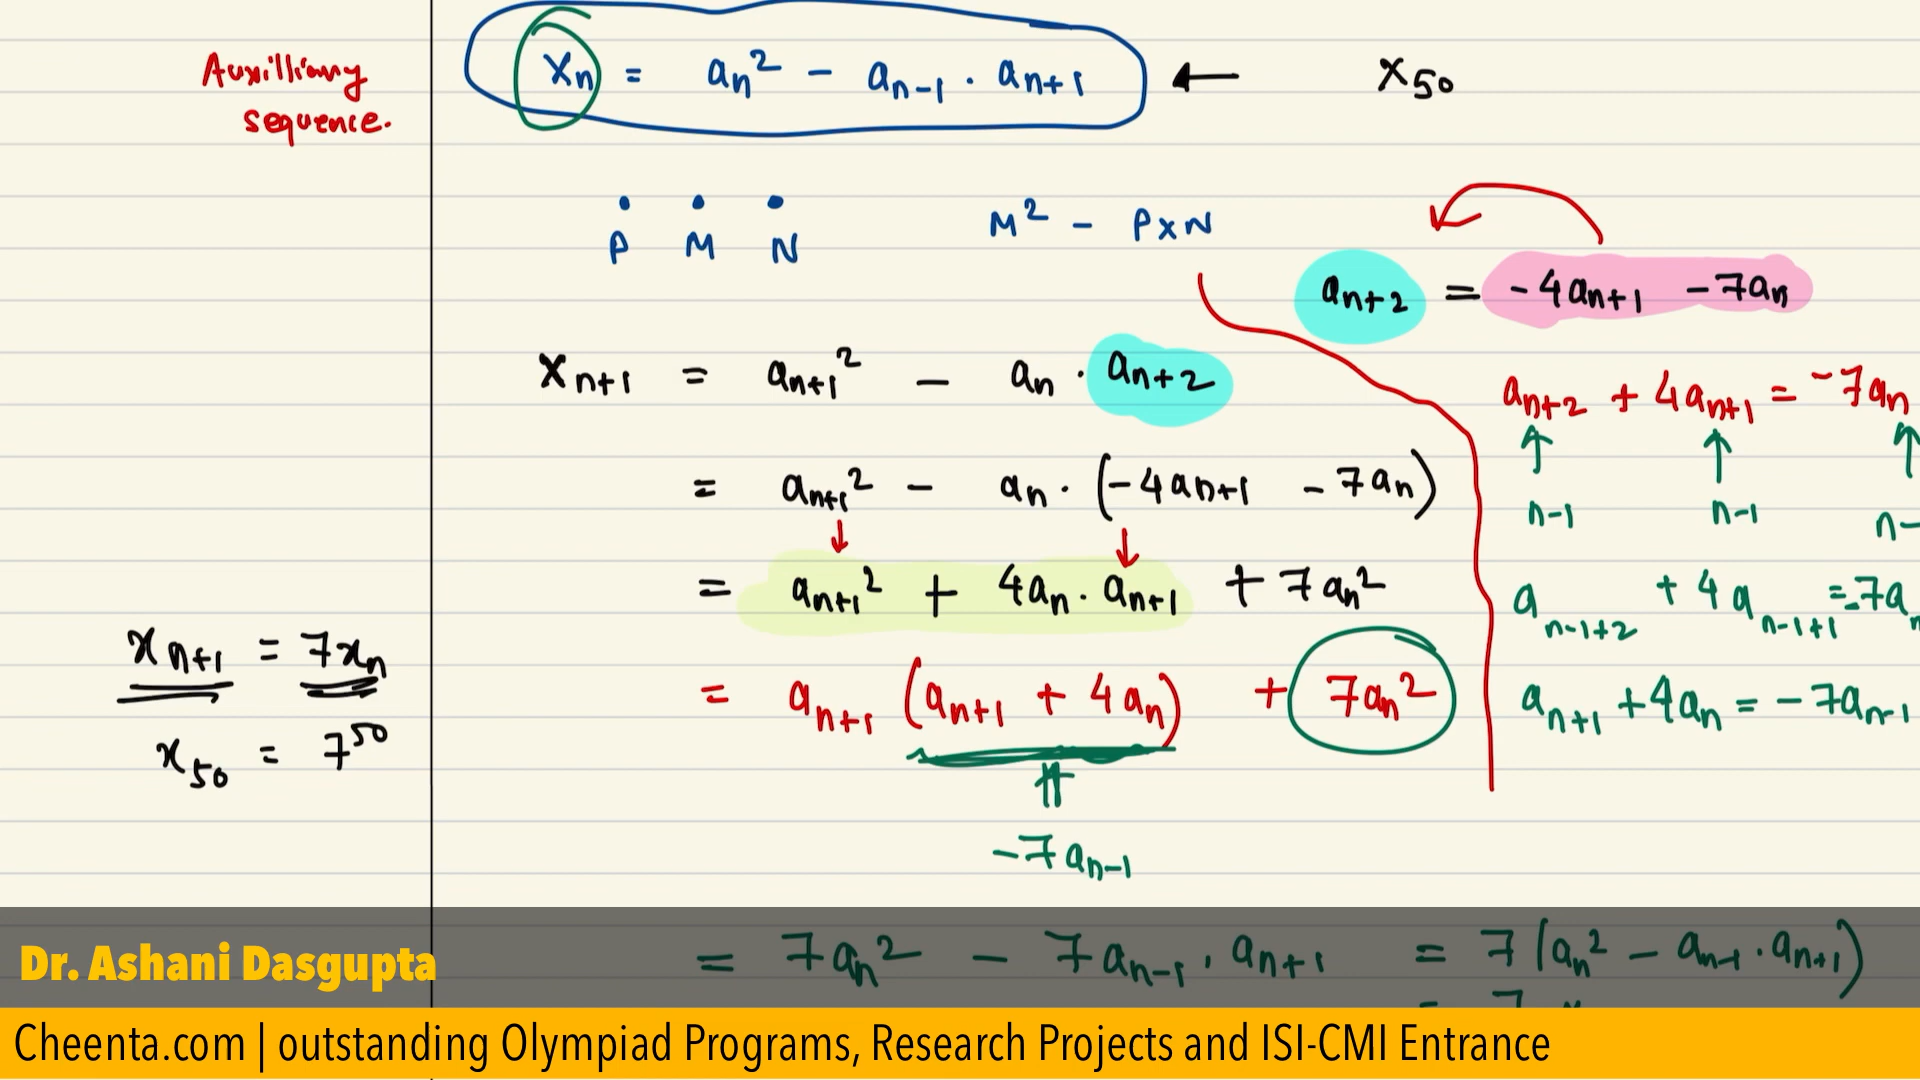 Auxilliary
sequence.
xₙ = aₙ² − aₙ₋₁ · aₙ₊₁ ← x₅₀
P M N M² − P×N
aₙ₊₂ = −4aₙ₊₁ −7aₙ
xₙ₊₁ = aₙ₊₁² − aₙ · aₙ₊₂
= aₙ₊₁² − aₙ · (−4aₙ₊₁ − 7aₙ)
= aₙ₊₁² + 4aₙ · aₙ₊₁ + 7aₙ²
= aₙ₊₁ (aₙ₊₁ + 4aₙ) + 7aₙ²
−7aₙ₋₁
= 7aₙ² − 7aₙ₋₁ · aₙ₊₁ = 7(aₙ² − aₙ₋₁ · aₙ₊₁)
aₙ₊₂ + 4aₙ₊₁ = −7aₙ
↑ ↑ ↑
n−1 n−1 n−
aₙ₋₁₊₂ + 4aₙ₋₁₊₁ = −7aₙ
aₙ₊₁ + 4aₙ = −7aₙ₋₁
xₙ₊₁ = 7xₙ
x₅₀ = 7⁵⁰
Dr. Ashani Dasgupta
Cheenta.com | outstanding Olympiad Programs, Research Projects and ISI-CMI Entrance